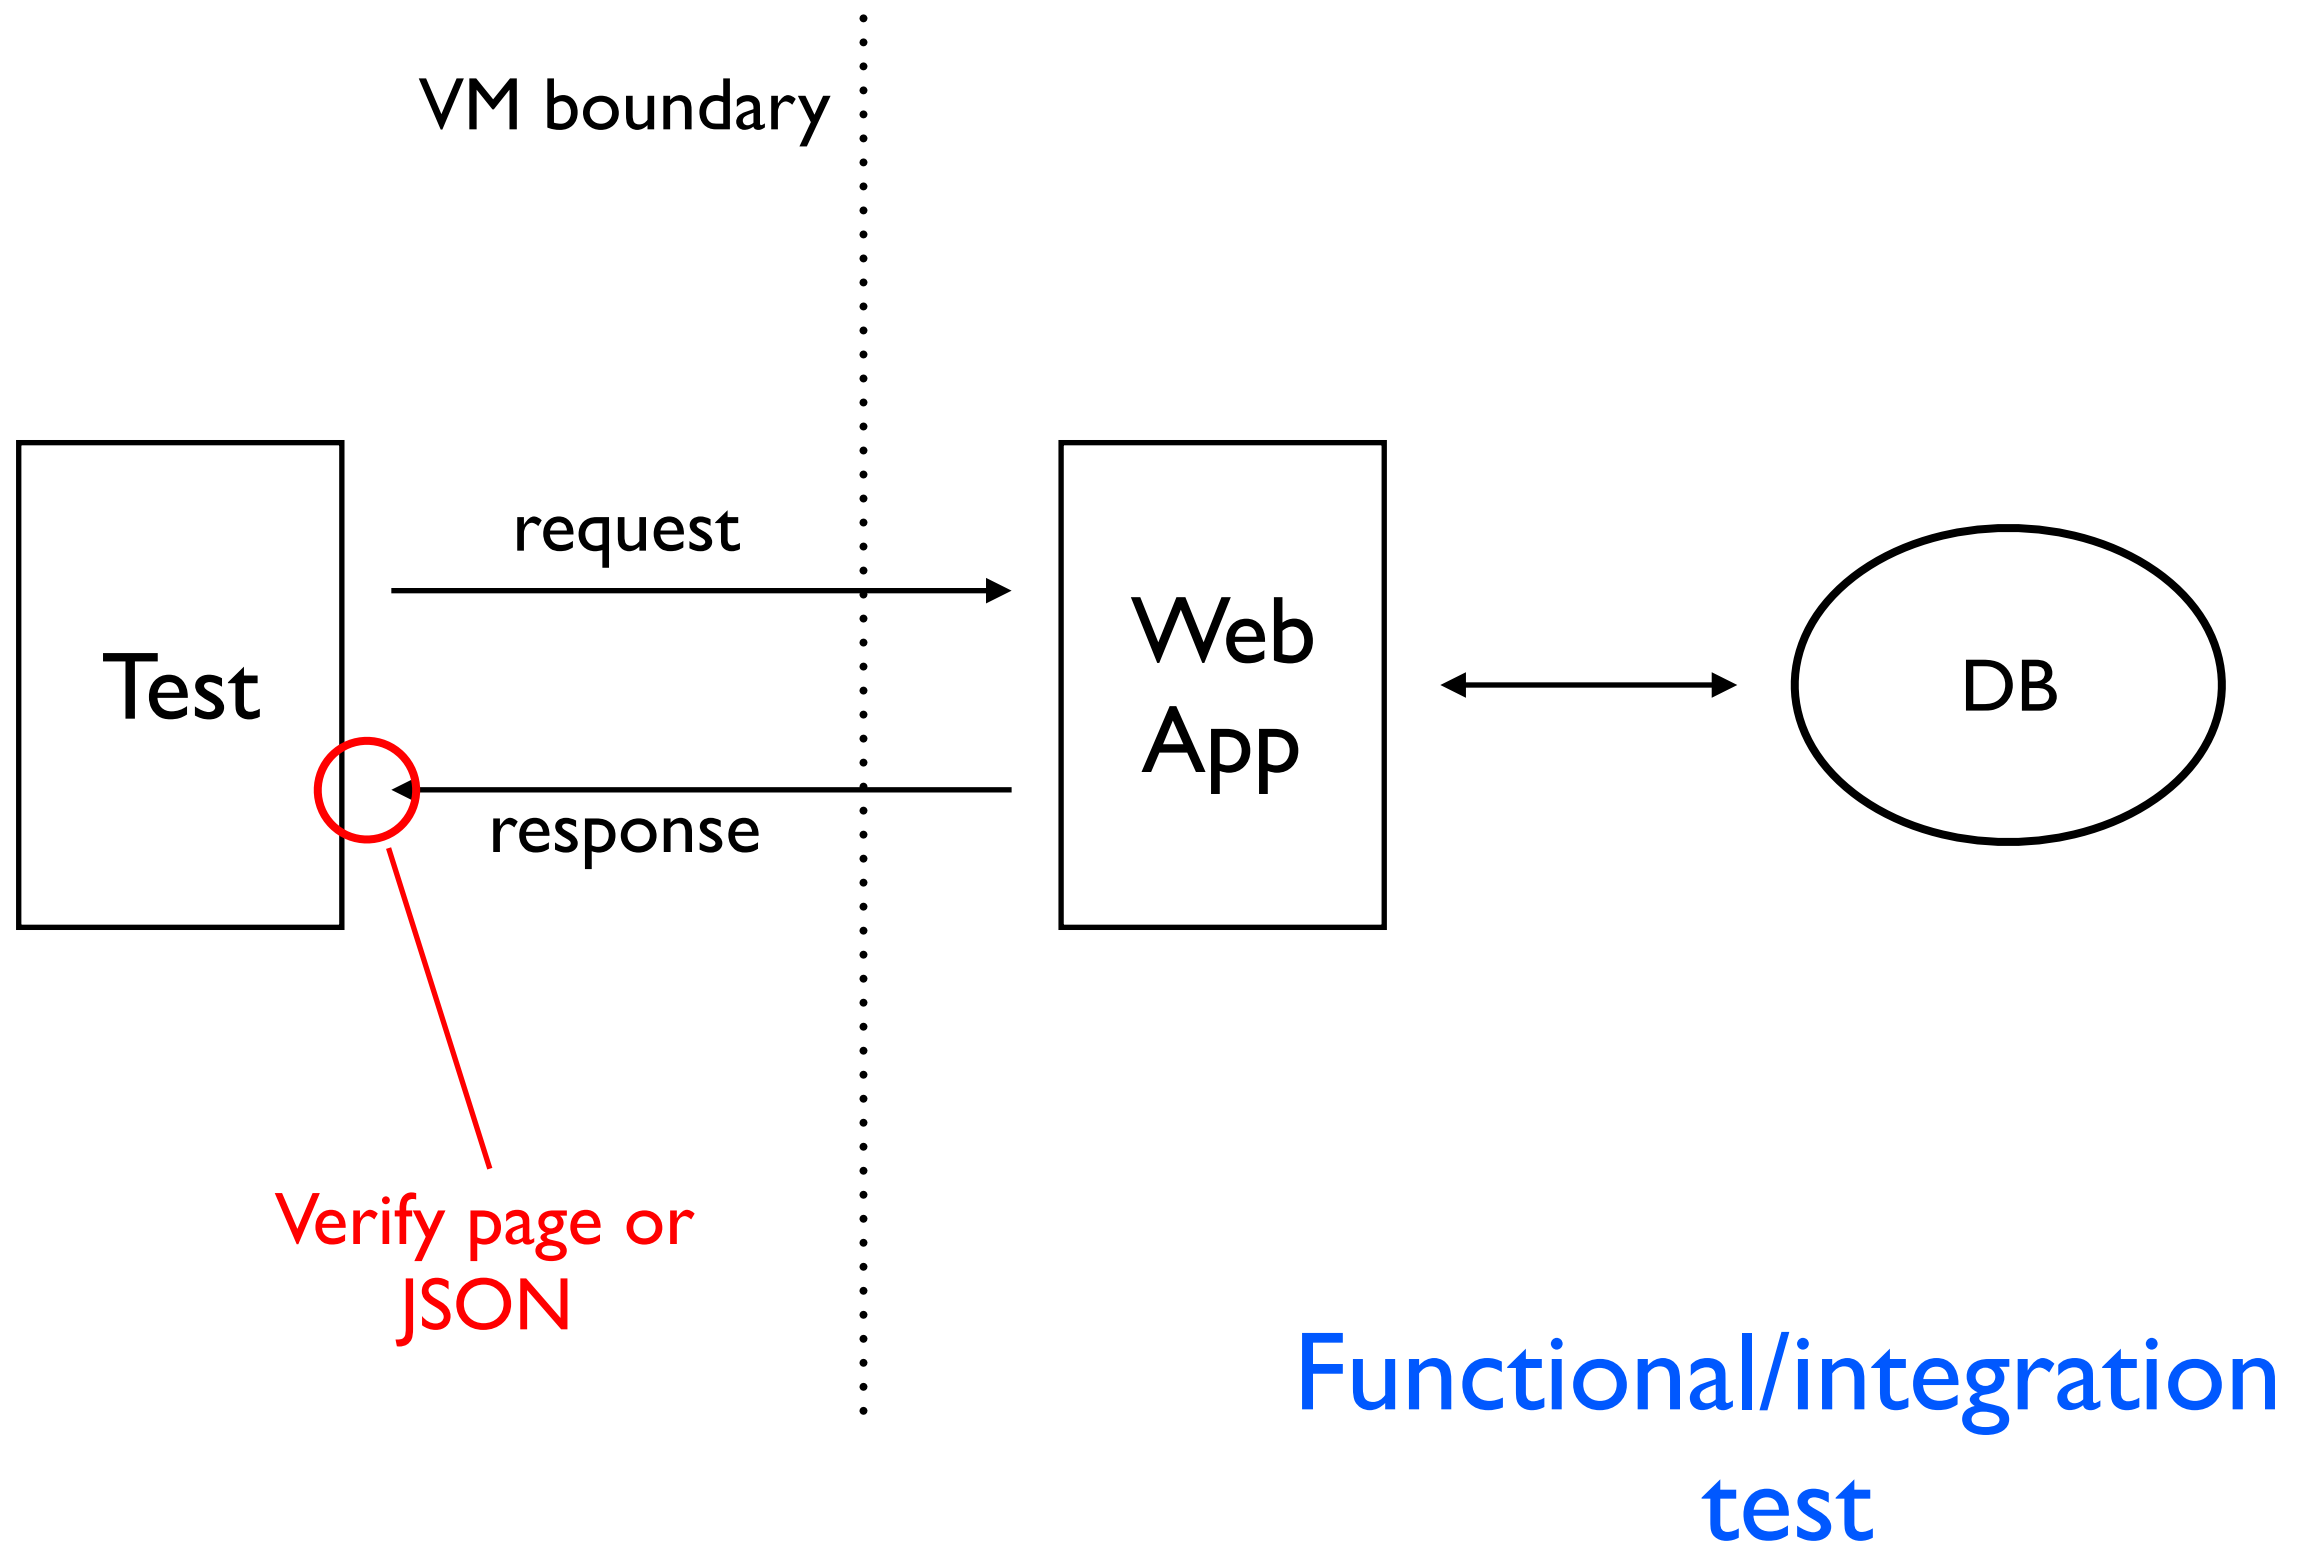 VM boundary
request
Test
Web
App
DB
response
Verify page or
JSON
Functional/integration
test